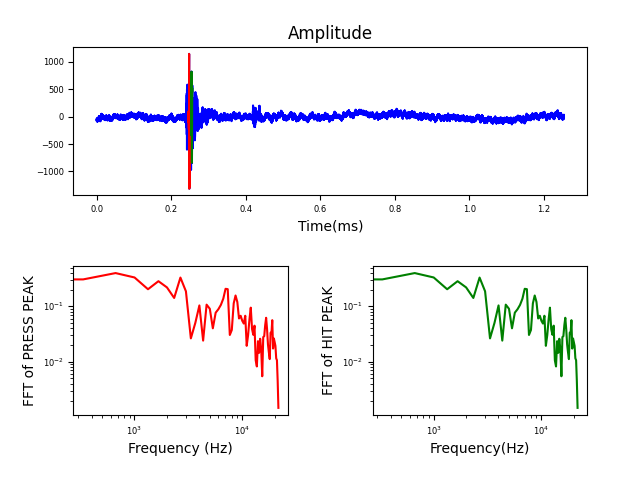 Amplitude
1000
500
0
−500
−1000
0.0 0.2 0.4 0.6 0.8 1.0 1.2
Time(ms)
FFT of PRESS PEAK
10⁻¹
10⁻²
10³ 10⁴
Frequency (Hz)
FFT of HIT PEAK
10⁻¹
10⁻²
10³ 10⁴
Frequency(Hz)